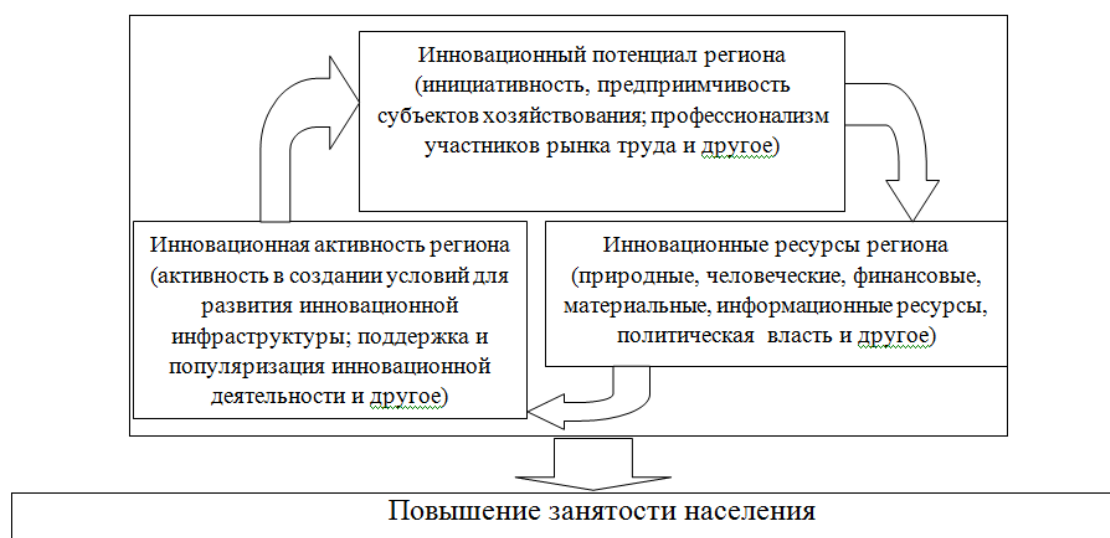 Инновационный потенциал региона
(инициативность, предприимчивость
субъектов хозяйствования; профессионализм
участников рынка труда и другое)
Инновационная активность региона
(активность в создании условий для
развития инновационной
инфраструктуры; поддержка и
популяризация инновационной
деятельности и другое)
Инновационные ресурсы региона
(природные, человеческие, финансовые,
материальные, информационные ресурсы,
политическая власть и другое)
Повышение занятости населения